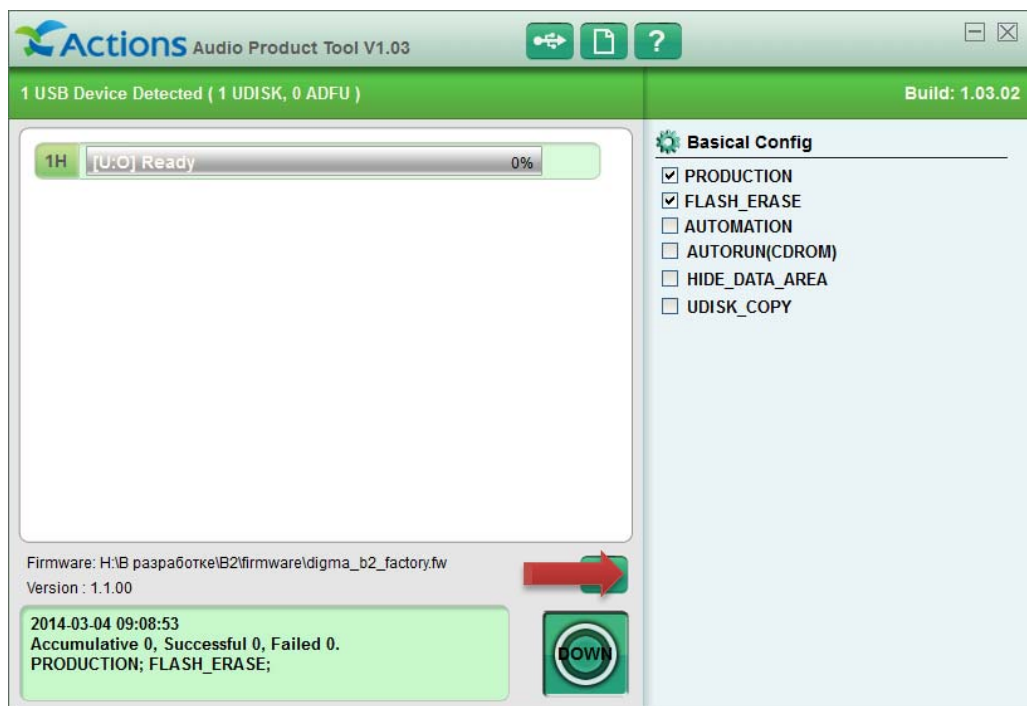 Actions Audio Product Tool V1.03
?
1 USB Device Detected ( 1 UDISK, 0 ADFU )
Build: 1.03.02
1H
[U:O] Ready
0%
Basical Config
PRODUCTION
FLASH_ERASE
AUTOMATION
AUTORUN(CDROM)
HIDE_DATA_AREA
UDISK_COPY
Firmware: H:\В разработке\B2\firmware\digma_b2_factory.fw
Version : 1.1.00
2014-03-04 09:08:53
Accumulative 0, Successful 0, Failed 0.
PRODUCTION; FLASH_ERASE;
DOWN